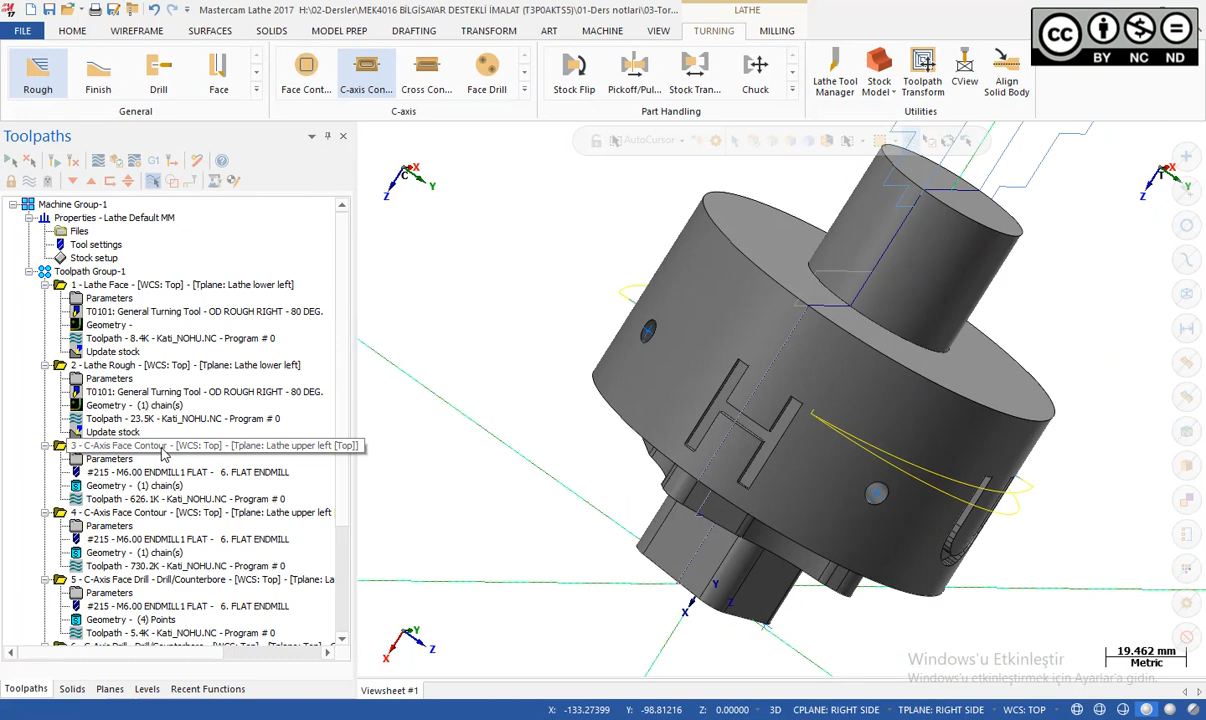 Mastercam Lathe 2017 H:\02-Dersler\MEK4016 BİLGİSAYAR DESTEKLİ İMALAT (T3P0AKTS5)\01-Ders notlari\03-Tor...
LATHE
FILE HOME WIREFRAME SURFACES SOLIDS MODEL PREP DRAFTING TRANSFORM ART MACHINE VIEW TURNING MILLING
CC BY NC ND
Rough Finish Drill Face Face Cont... C-axis Con... Cross Con... Face Drill Stock Flip Pickoff/Pul... Stock Tran... Chuck Lathe Tool Manager Stock Model Toolpath Transform CView Align Solid Body
General C-axis Part Handling Utilities
Toolpaths
AutoCursor
G1
Machine Group-1
Properties - Lathe Default MM
Files
Tool settings
Stock setup
Toolpath Group-1
1 - Lathe Face - [WCS: Top] - [Tplane: Lathe lower left]
Parameters
T0101: General Turning Tool - OD ROUGH RIGHT - 80 DEG.
Geometry -
Toolpath - 8.4K - Kati_NOHU.NC - Program # 0
Update stock
2 - Lathe Rough - [WCS: Top] - [Tplane: Lathe lower left]
Parameters
T0101: General Turning Tool - OD ROUGH RIGHT - 80 DEG.
Geometry - (1) chain(s)
Toolpath - 23.5K - Kati_NOHU.NC - Program # 0
Update stock
3 - C-Axis Face Contour - [WCS: Top] - [Tplane: Lathe upper left [Top]]
Parameters
#215 - M6.00 ENDMILL1 FLAT - 6. FLAT ENDMILL
Geometry - (1) chain(s)
Toolpath - 626.1K - Kati_NOHU.NC - Program # 0
4 - C-Axis Face Contour - [WCS: Top] - [Tplane: Lathe upper left
Parameters
#215 - M6.00 ENDMILL1 FLAT - 6. FLAT ENDMILL
Geometry - (1) chain(s)
Toolpath - 730.2K - Kati_NOHU.NC - Program # 0
5 - C-Axis Face Drill - Drill/Counterbore - [WCS: Top] - [Tplane: La
Parameters
#215 - M6.00 ENDMILL1 FLAT - 6. FLAT ENDMILL
Geometry - (4) Points
Toolpath - 5.4K - Kati_NOHU.NC - Program # 0
X Y Z C
X Y Z T
X Y Z
X Y Z
19.462 mm
Metric
Windows'u Etkinleştir
Windows'u etkinleştirmek için Ayarlar'a gidin.
Toolpaths Solids Planes Levels Recent Functions
Viewsheet #1
X: -133.27399 Y: -98.81216 Z: 0.00000 3D CPLANE: RIGHT SIDE TPLANE: RIGHT SIDE WCS: TOP